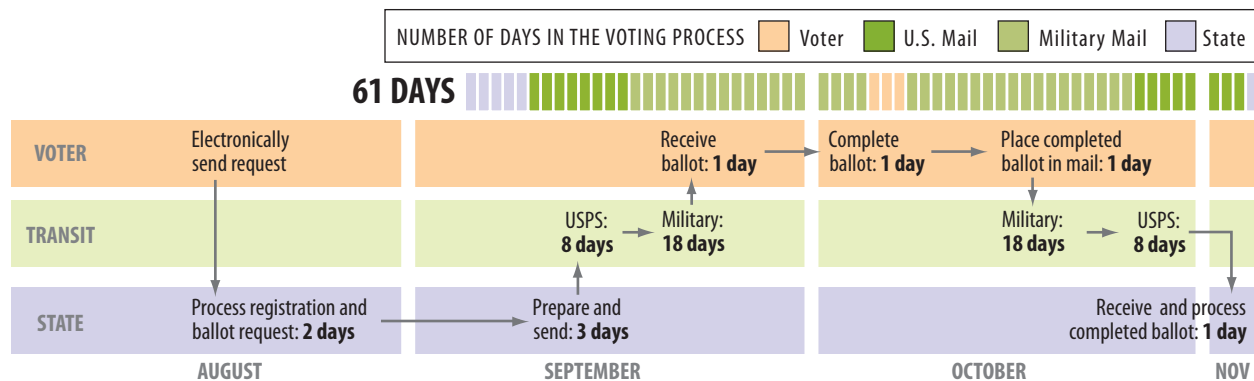 NUMBER OF DAYS IN THE VOTING PROCESS Voter U.S. Mail Military Mail State
61 DAYS
VOTER
Electronically
send request
Receive
ballot: 1 day
Complete
ballot: 1 day
Place completed
ballot in mail: 1 day
TRANSIT
USPS:
8 days
Military:
18 days
Military:
18 days
USPS:
8 days
STATE
Process registration and
ballot request: 2 days
Prepare and
send: 3 days
Receive and process
completed ballot: 1 day
AUGUST SEPTEMBER OCTOBER NOV